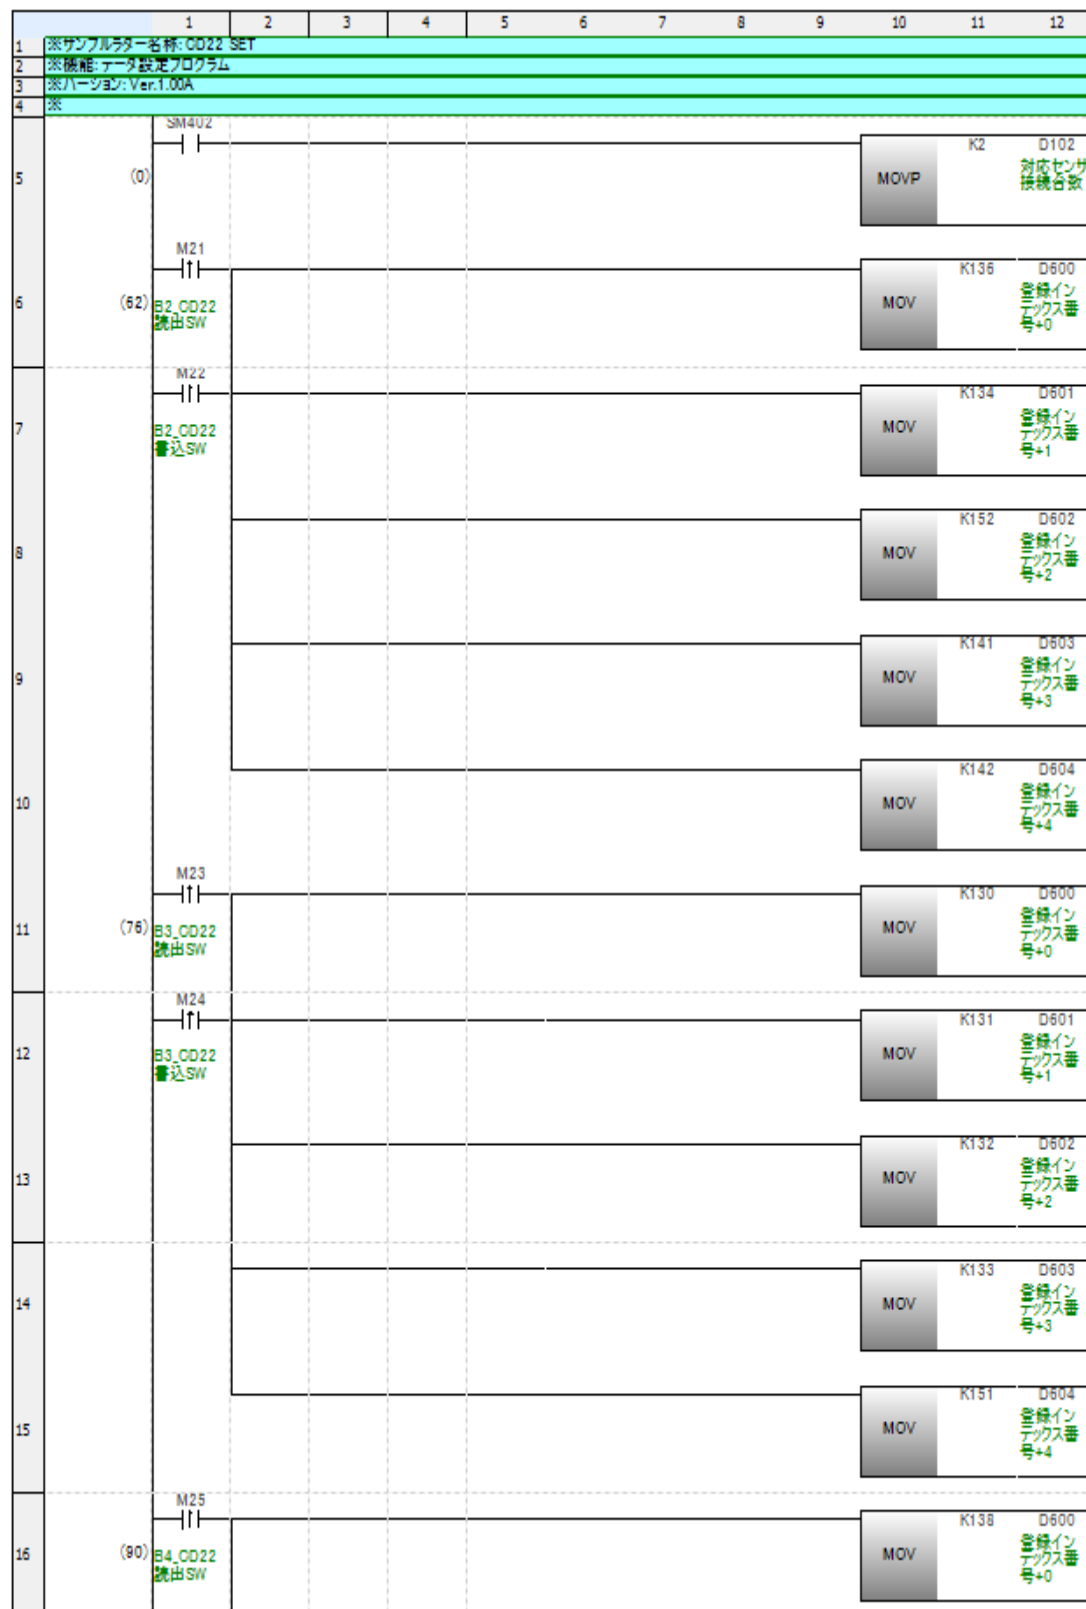 1 2 3 4 5 6 7 8 9 10 11 12
1 ※サンプルラダー名称: CD22 SET
2 ※機能: データ設定プログラム
3 ※バージョン: Ver.1.00A
4 ※
SM402
K2 D102
5 (0) MOVP 対応センサ
接続台数
M21
K136 D600
6 (62) B2_CD22 MOV 登録イン
読出SW デックス番
号+0
M22
K134 D601
7 B2_CD22 MOV 登録イン
書込SW デックス番
号+1
K152 D602
8 MOV 登録イン
デックス番
号+2
K141 D603
9 MOV 登録イン
デックス番
号+3
K142 D604
10 MOV 登録イン
デックス番
号+4
M23
K130 D600
11 (76) B3_CD22 MOV 登録イン
読出SW デックス番
号+0
M24
K131 D601
12 B3_CD22 MOV 登録イン
書込SW デックス番
号+1
K132 D602
13 MOV 登録イン
デックス番
号+2
K133 D603
14 MOV 登録イン
デックス番
号+3
K151 D604
15 MOV 登録イン
デックス番
号+4
M25
K138 D600
16 (90) B4_CD22 MOV 登録イン
読出SW デックス番
号+0